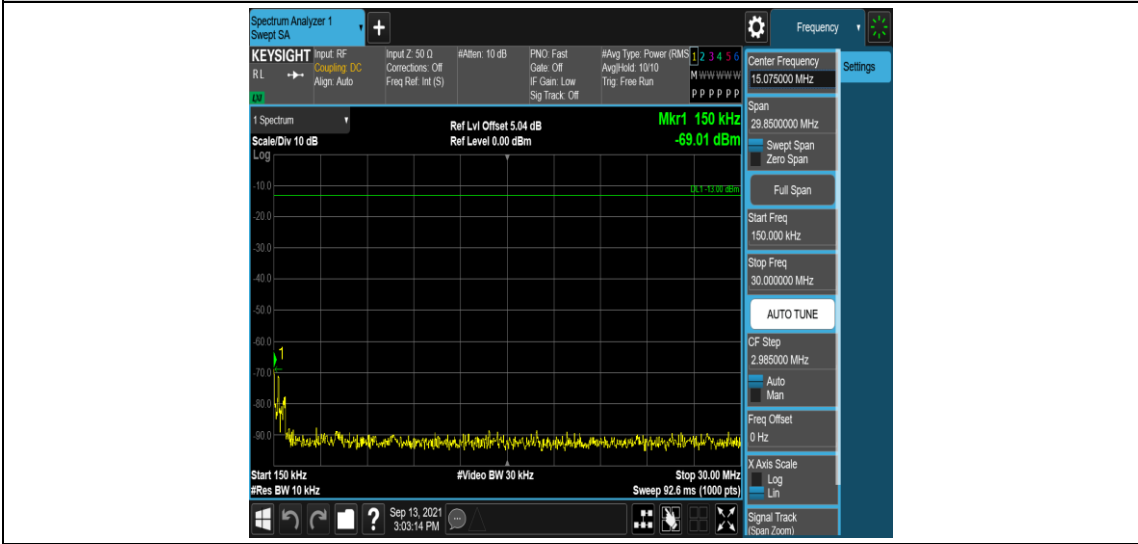 Spectrum Analyzer 1
Swept SA
+
Frequency
KEYSIGHT
RL
LM
Input: RF
Coupling: DC
Align: Auto
Input Z: 50 Ω
Corrections: Off
Freq Ref: Int (S)
#Atten: 10 dB
PNO: Fast
Gate: Off
IF Gain: Low
Sig Track: Off
#Avg Type: Power (RMS
Avg|Hold: 10/10
Trig: Free Run
1 2 3 4 5 6
M W W W W W
P P P P P P
1 Spectrum
Scale/Div 10 dB
Log
Ref Lvl Offset 5.04 dB
Ref Level 0.00 dBm
Mkr1 150 kHz
-69.01 dBm
DL1 -13.00 dBm
-10.0
-20.0
-30.0
-40.0
-50.0
-60.0
1
-70.0
-80.0
-90.0
Start 150 kHz
#Res BW 10 kHz
#Video BW 30 kHz
Stop 30.00 MHz
Sweep 92.6 ms (1000 pts)
Center Frequency
15.075000 MHz
Settings
Span
29.8500000 MHz
Swept Span
Zero Span
Full Span
Start Freq
150.000 kHz
Stop Freq
30.000000 MHz
AUTO TUNE
CF Step
2.985000 MHz
Auto
Man
Freq Offset
0 Hz
X Axis Scale
Log
Lin
Signal Track
(Span Zoom)
?
Sep 13, 2021
3:03:14 PM